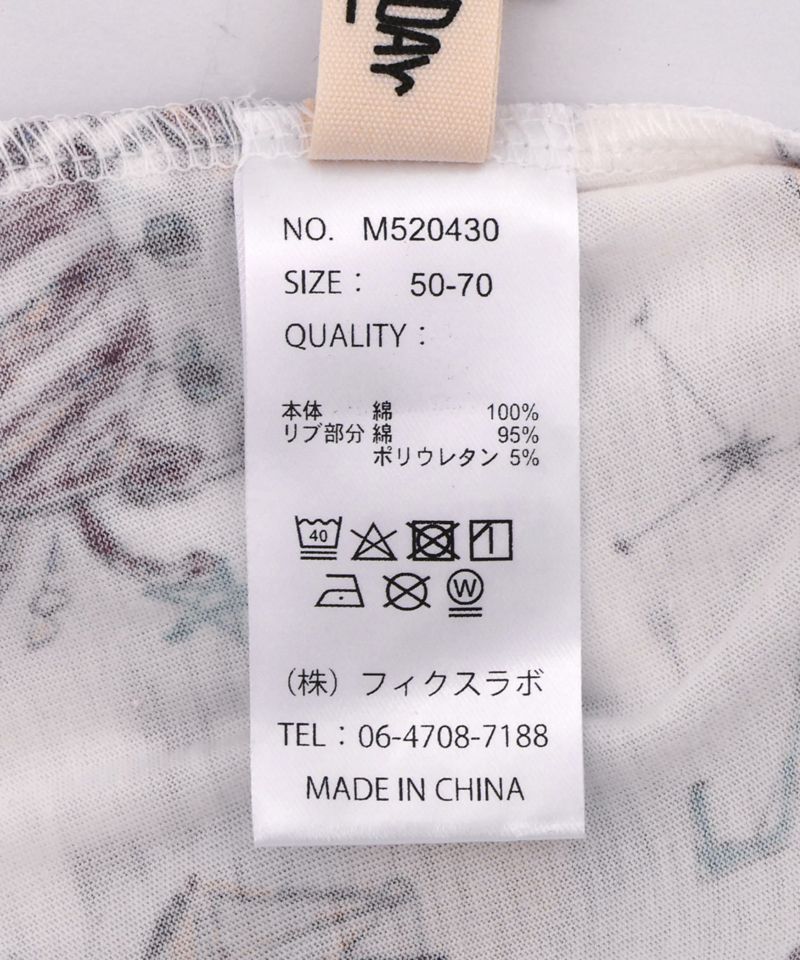 DAY
NO. M520430
SIZE : 50-70
QUALITY :
本体 綿 100%
リブ部分 綿 95%
ポリウレタン 5%
40
W
(株) フィクスラボ
TEL : 06-4708-7188
MADE IN CHINA